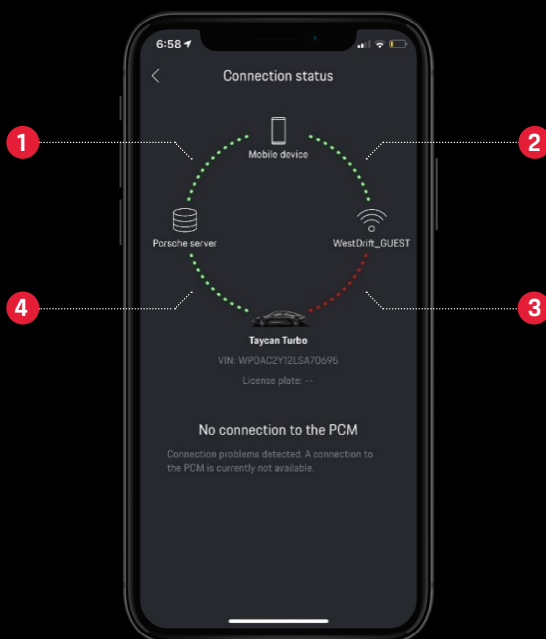 6:58
Connection status
1
2
Mobile device
Porsche server
WestDrift_GUEST
4
3
Taycan Turbo
VIN: WP0AC2Y12LSA70695
License plate: --
No connection to the PCM
Connection problems detected. A connection to
the PCM is currently not available.